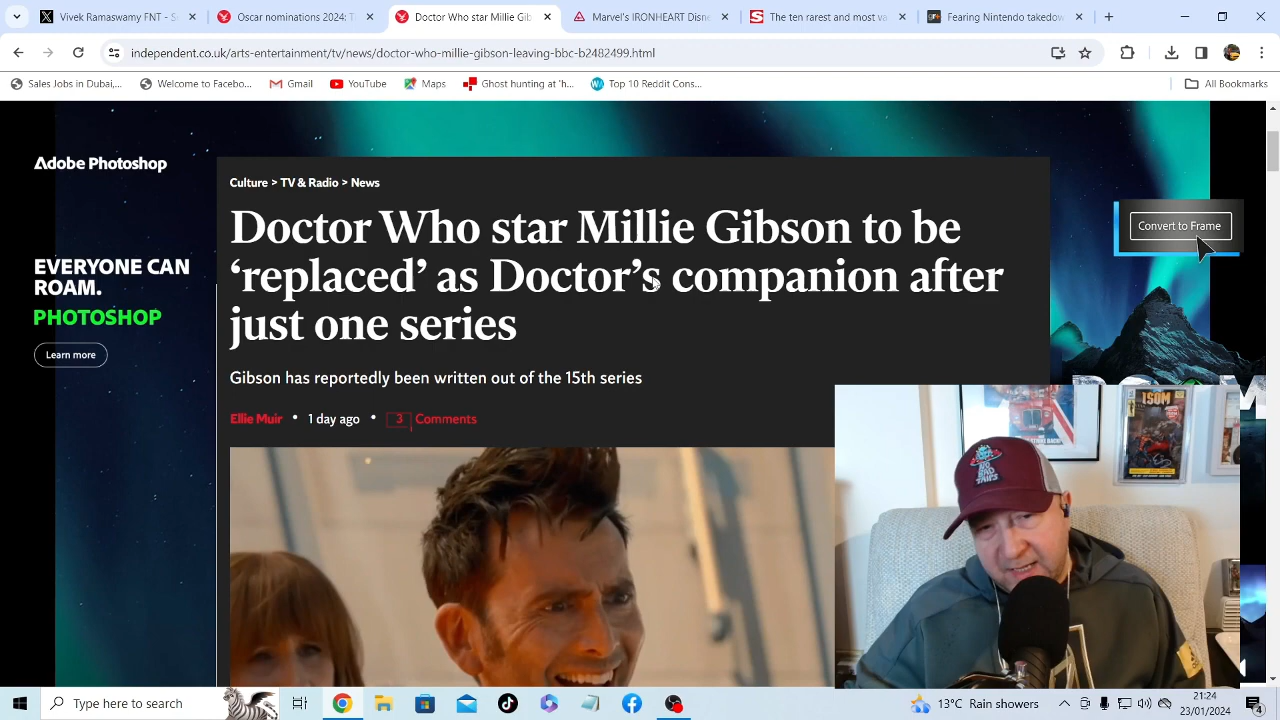 Vivek Ramaswamy FNT - S
Oscar nominations 2024: T
Doctor Who Millie Gib
Marvel's IRONHEART Disne
The ten rarest and most va
Fearing Nintendo takedow
independent.co.uk/arts-entertainment/tv/news/doctor-who-millie-gibson-leaving-bbc-b2482499.html
Sales Jobs in Dubai,...
Welcome to Facebo...
Gmail
YouTube
Maps
Ghost hunting at 'h...
Top 10 Reddit Cons...
All Bookmarks
Adobe Photoshop
EVERYONE CAN
ROAM.
PHOTOSHOP
Learn more
Culture > TV & Radio > News
Doctor Who star Millie Gibson to be
‘replaced’ as Doctor’s companion after
just one series
Gibson has reportedly been written out of the 15th series
Ellie Muir • 1 day ago • 3 Comments
Convert to Frame
ISOM
STRIKE BACK!
Type here to search
13°C Rain showers
21:24
23/01/2024
4